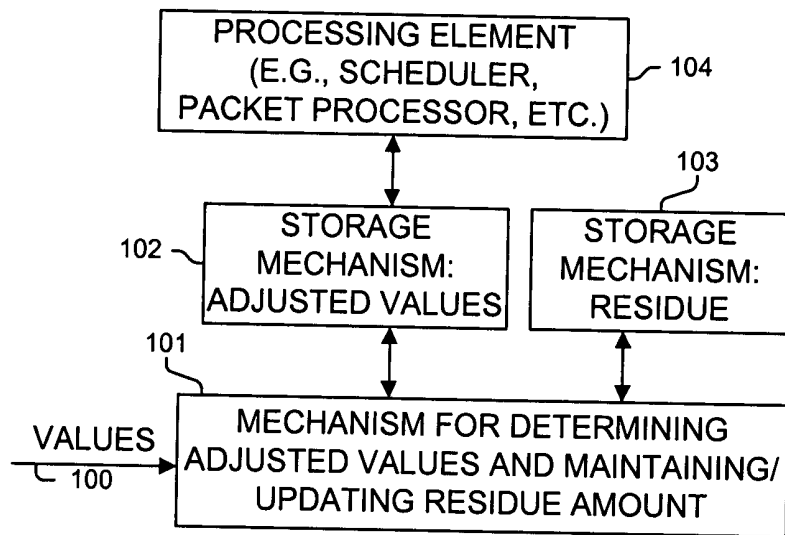 PROCESSING ELEMENT
(E.G., SCHEDULER,
PACKET PROCESSOR, ETC.)
104
103
STORAGE
MECHANISM:
ADJUSTED VALUES
102
STORAGE
MECHANISM:
RESIDUE
101
VALUES
100
MECHANISM FOR DETERMINING
ADJUSTED VALUES AND MAINTAINING/
UPDATING RESIDUE AMOUNT